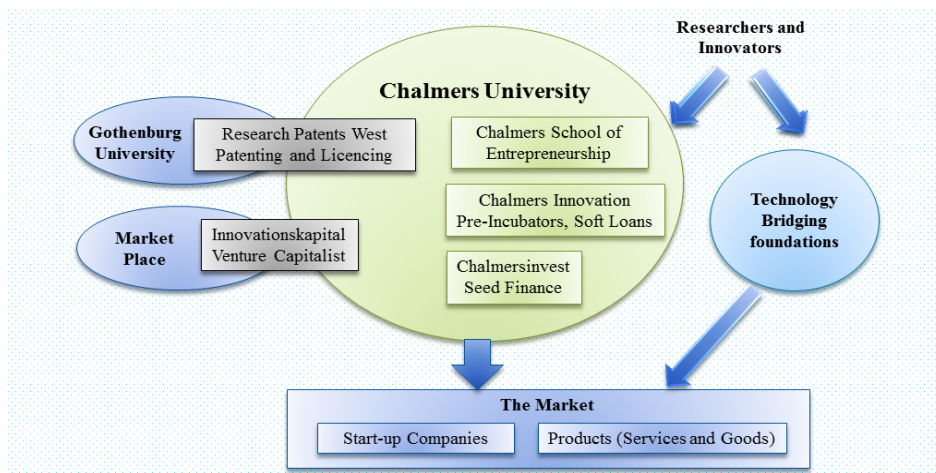 Researchers and
Innovators
Chalmers University
Gothenburg
University
Research Patents West
Patenting and Licencing
Chalmers School of
Entrepreneurship
Chalmers Innovation
Pre-Incubators, Soft Loans
Technology
Bridging
foundations
Market
Place
Innovationskapital
Venture Capitalist
Chalmersinvest
Seed Finance
The Market
Start-up Companies
Products (Services and Goods)